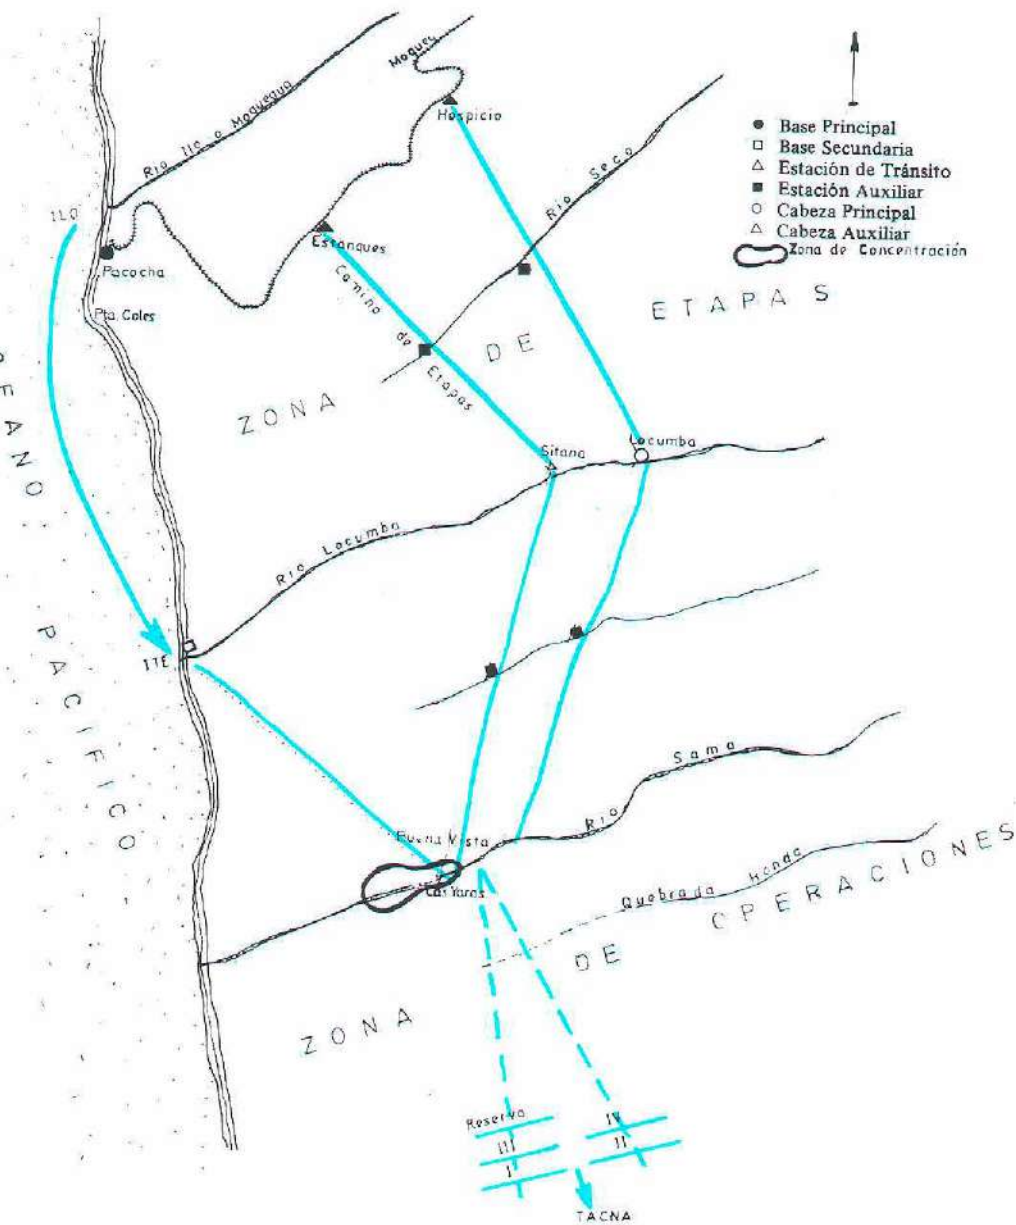 Moqueg
Hospicio
Río Ilo o Moquegua
Río Seco
Base Principal
Base Secundaria
Estación de Tránsito
Estación Auxiliar
Cabeza Principal
Cabeza Auxiliar
Zona de Concentración
ILO
Pacocha
Pta. Coles
Estanques
Camino de Etapas
ZONA DE ETAPAS
Sitana
Locumba
Río Locumba
ITE
PACIFICO
Río Sama
Buena Vista
Las Yaras
Quebrada Honda
ZONA DE OPERACIONES
Reserva
III
I
IV
II
TACNA